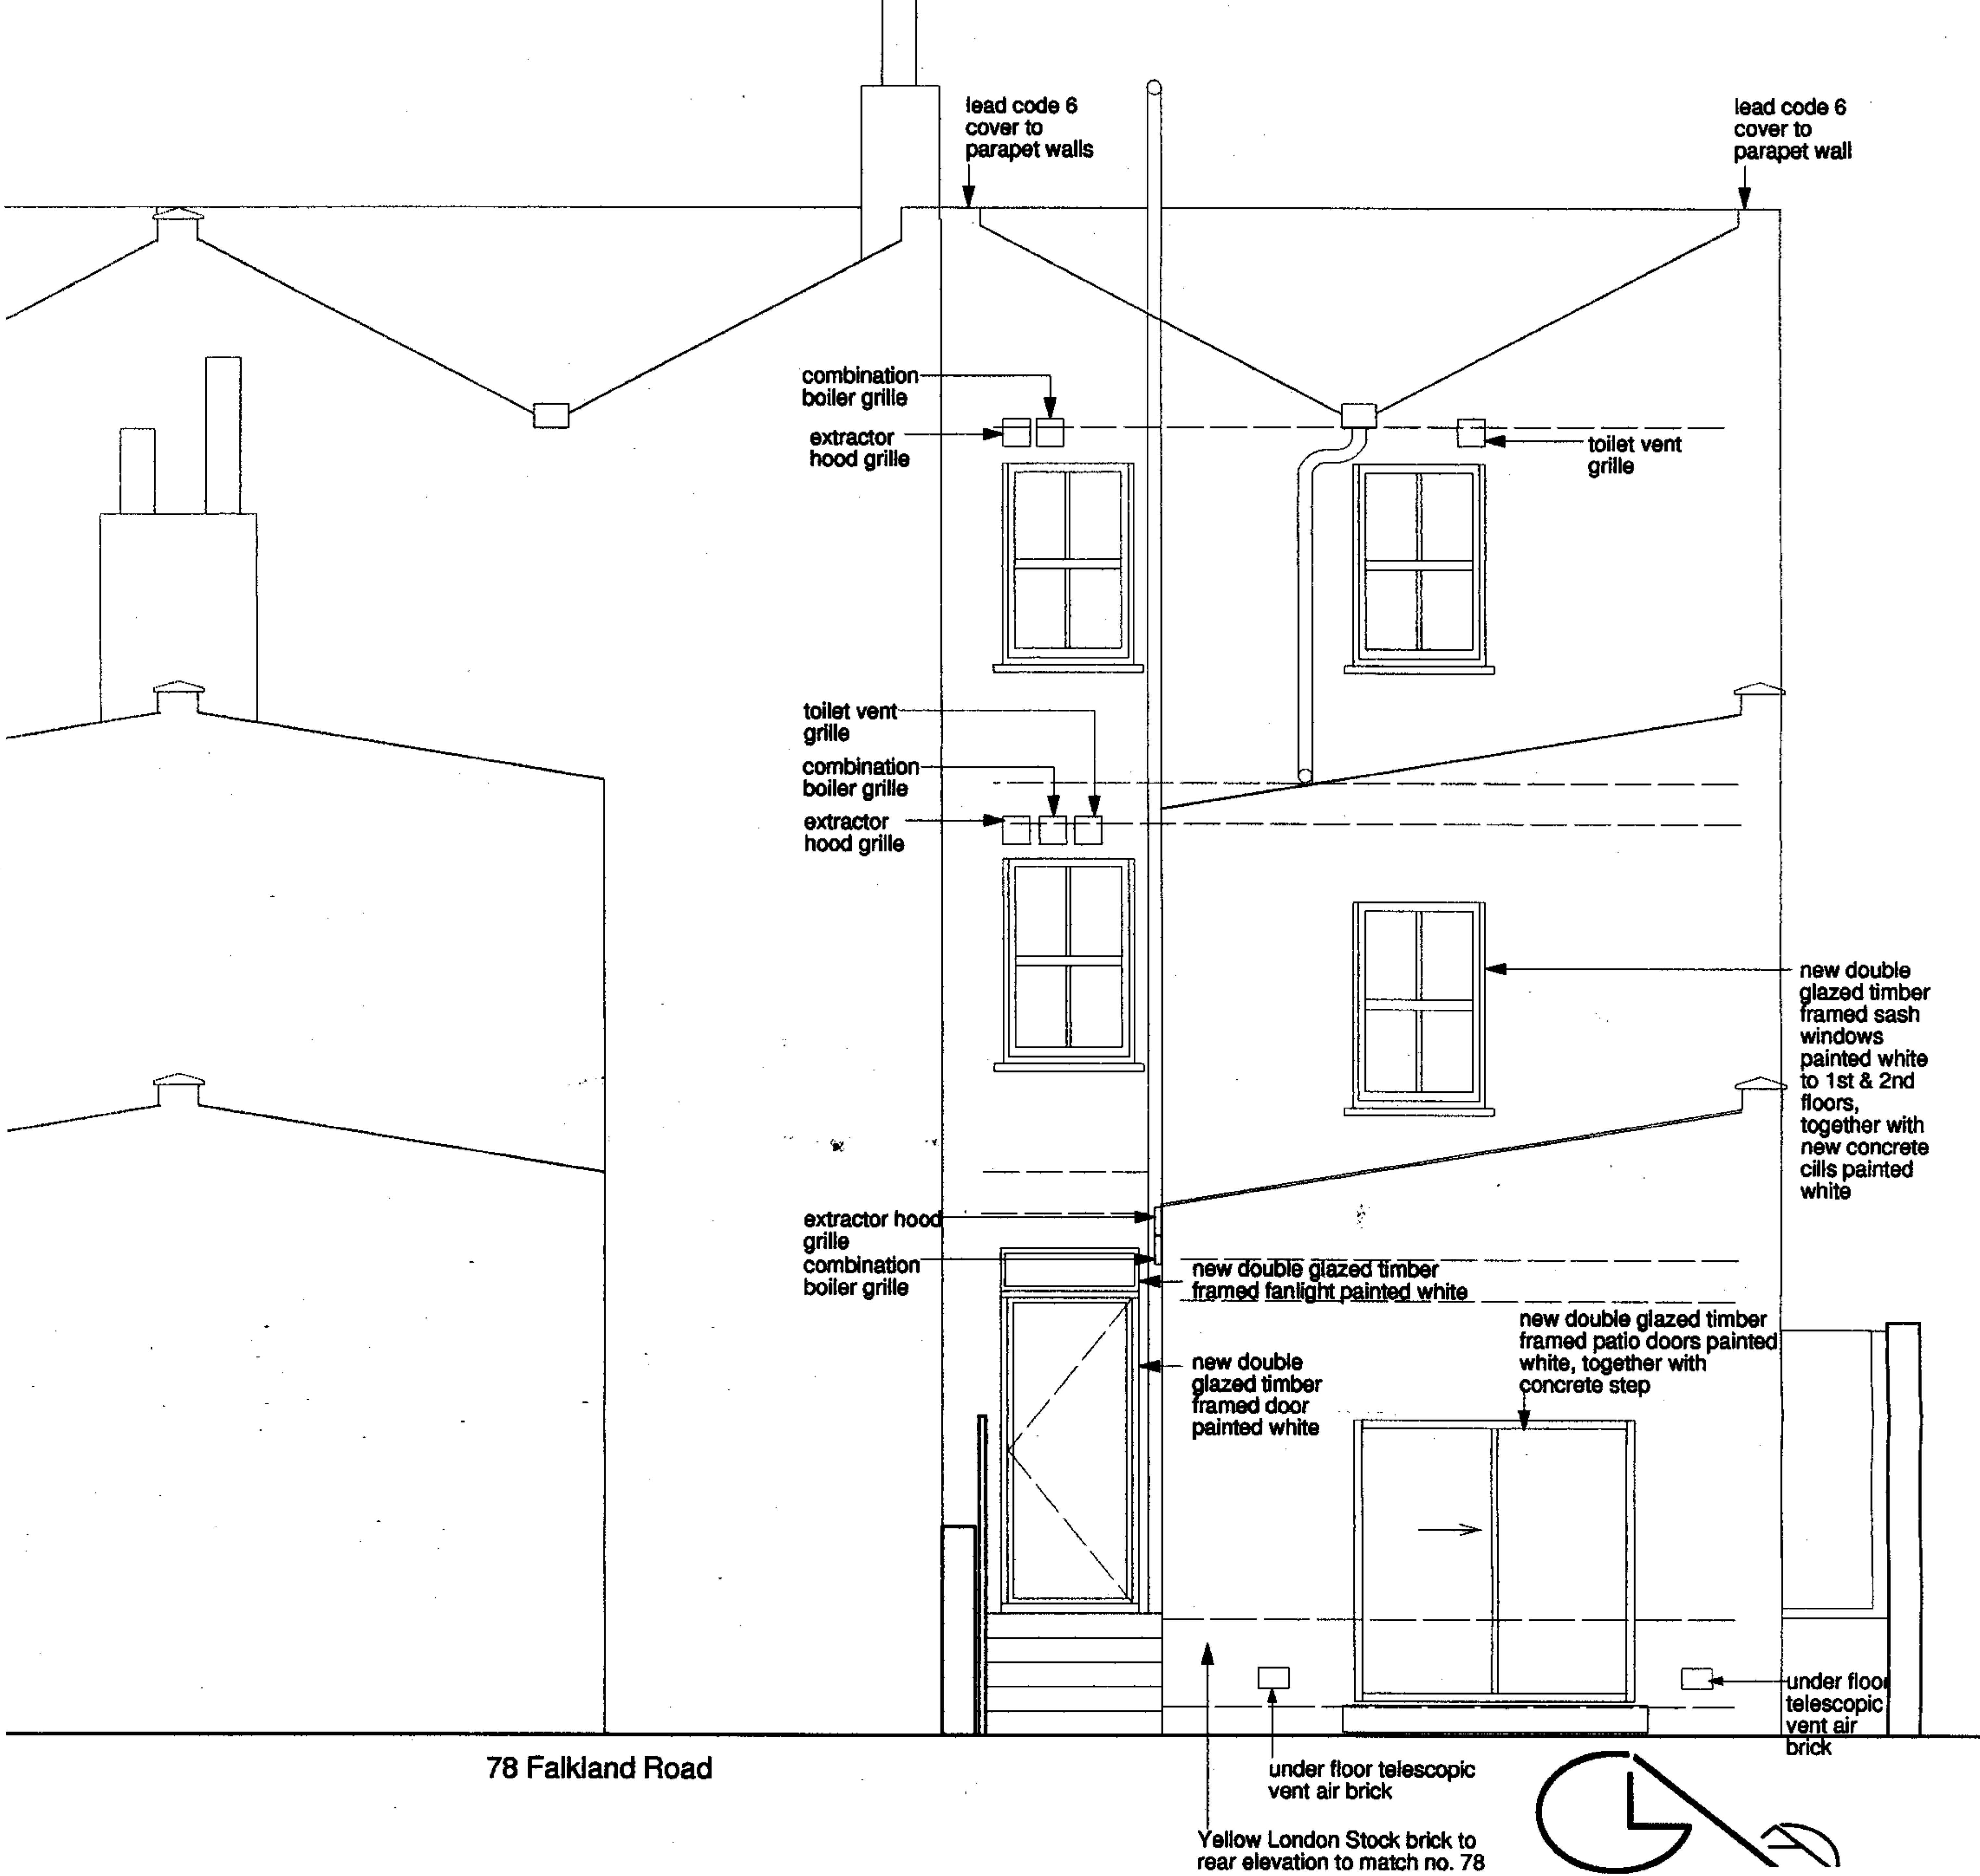 lead code 6
cover to
parapet walls
lead code 6
cover to
parapet wall
combination
boiler grille
extractor
hood grille
toilet vent
grille
toilet vent
grille
combination
boiler grille
extractor
hood grille
new double
glazed timber
framed sash
windows
painted white
to 1st & 2nd
floors,
together with
new concrete
cills painted
white
extractor hood
grille
combination
boiler grille
new double glazed timber
framed fanlight painted white
new double glazed timber
framed patio doors painted
white, together with
concrete step
new double
glazed timber
framed door
painted white
under floor
telescopic
vent air
brick
78 Falkland Road
under floor telescopic
vent air brick
Yellow London Stock brick to
rear elevation to match no. 78